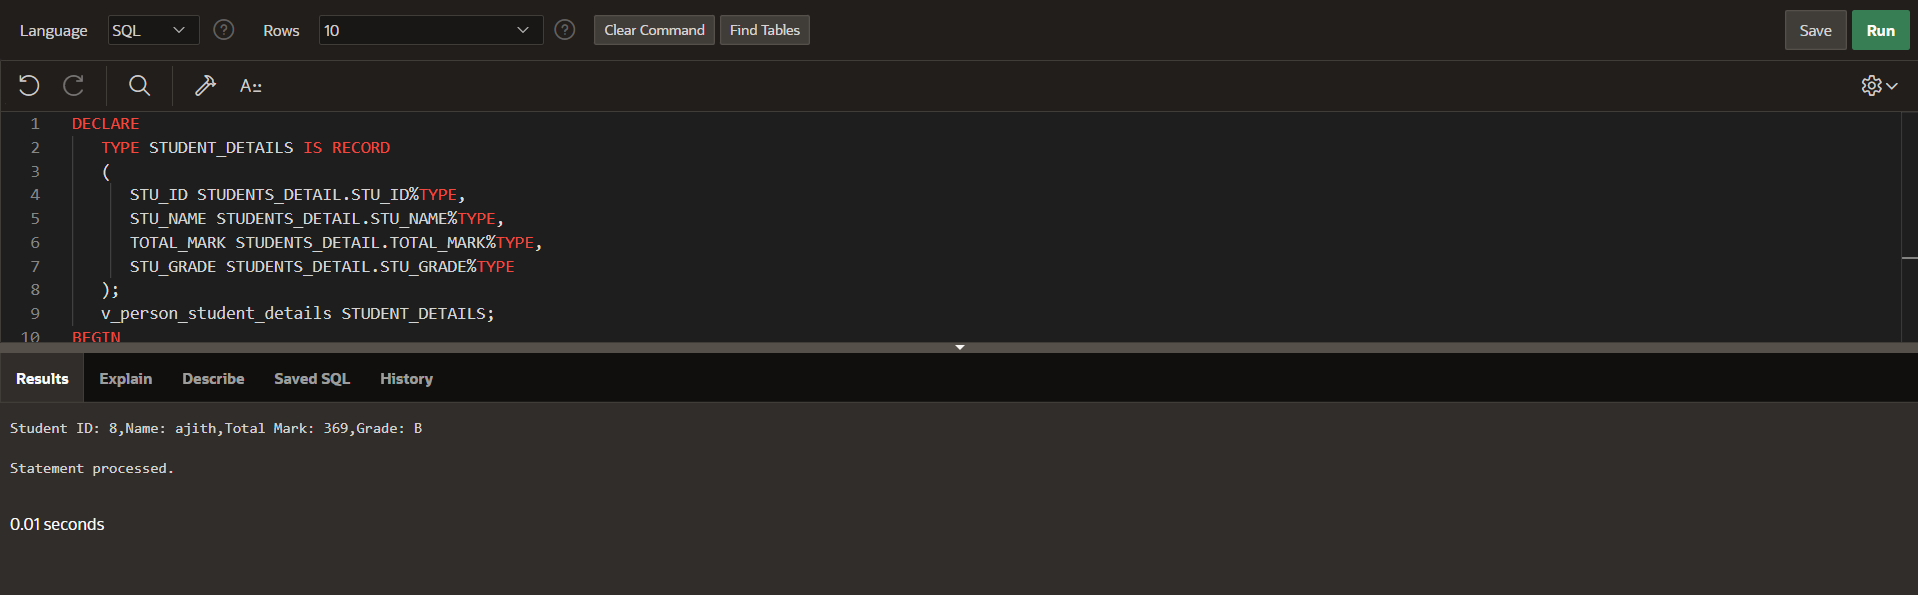 Language SQL ? Rows 10 ? Clear Command Find Tables Save Run
A::
1 DECLARE
2 TYPE STUDENT_DETAILS IS RECORD
3 (
4 STU_ID STUDENTS_DETAIL.STU_ID%TYPE,
5 STU_NAME STUDENTS_DETAIL.STU_NAME%TYPE,
6 TOTAL_MARK STUDENTS_DETAIL.TOTAL_MARK%TYPE,
7 STU_GRADE STUDENTS_DETAIL.STU_GRADE%TYPE
8 );
9 v_person_student_details STUDENT_DETAILS;
10 BEGIN
Results Explain Describe Saved SQL History
Student ID: 8,Name: ajith,Total Mark: 369,Grade: B
Statement processed.
0.01 seconds